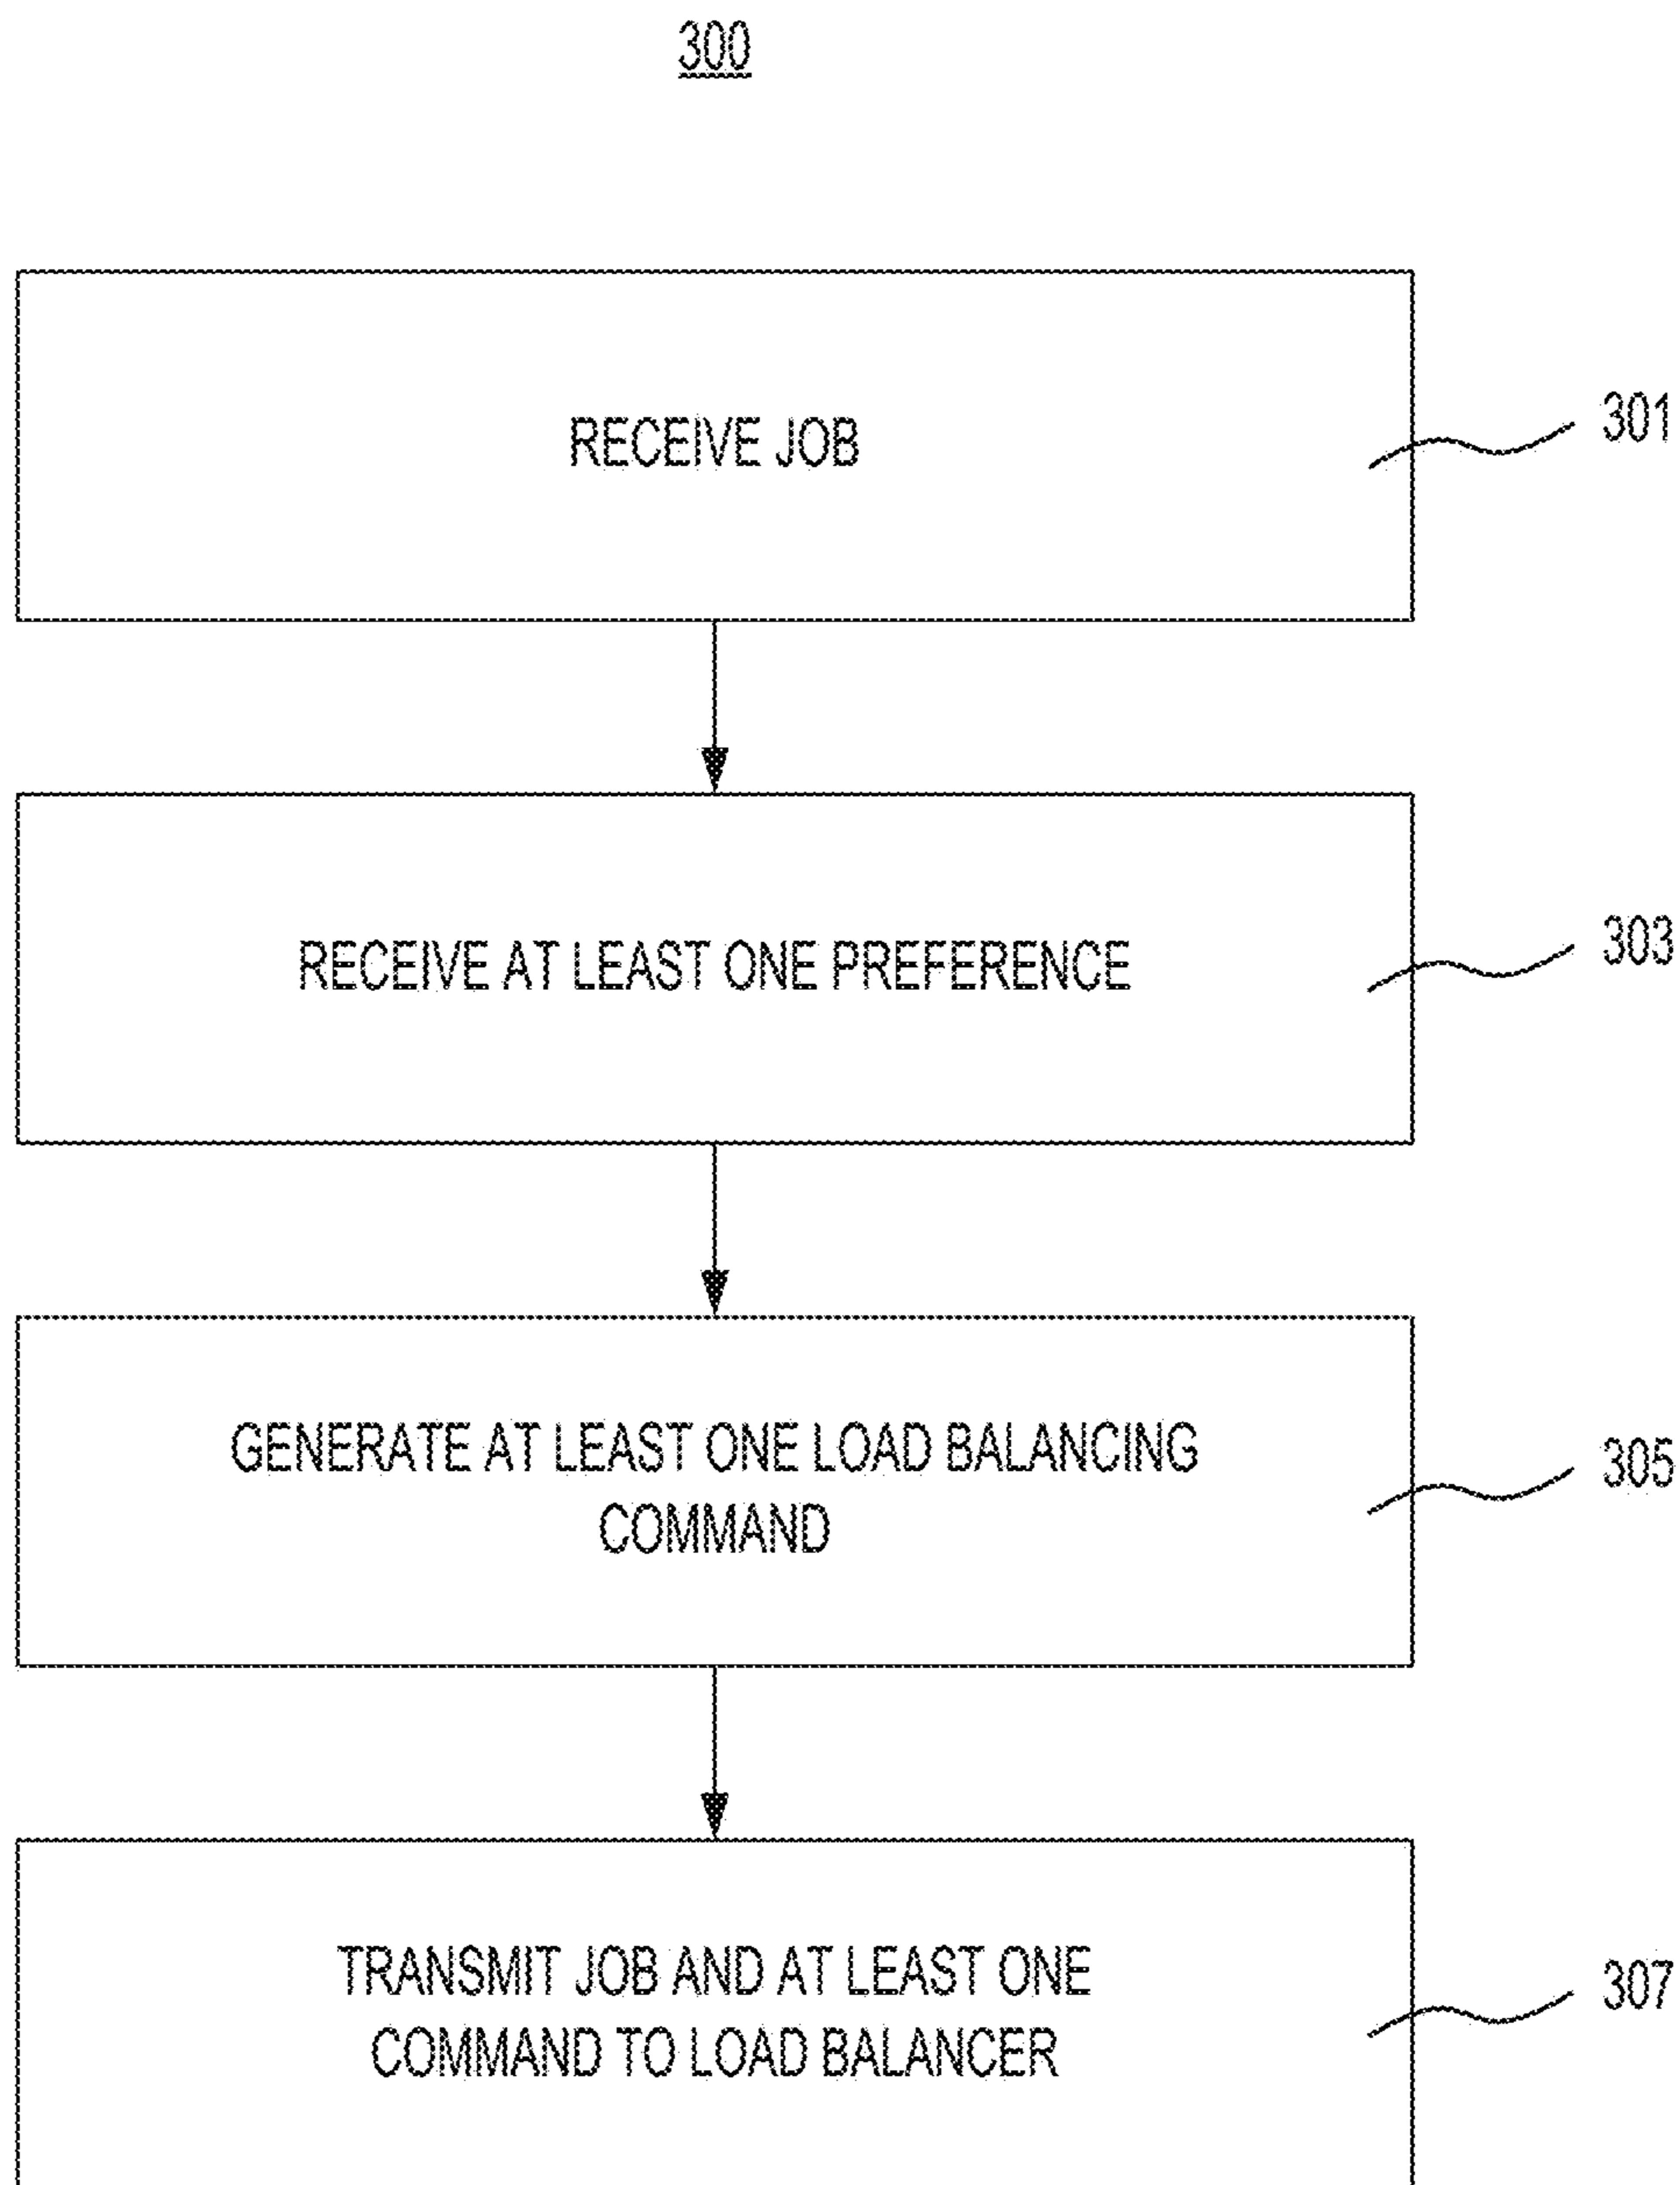 300
RECEIVE JOB
301
RECEIVE AT LEAST ONE PREFERENCE
303
GENERATE AT LEAST ONE LOAD BALANCING
COMMAND
305
TRANSMIT JOB AND AT LEAST ONE
COMMAND TO LOAD BALANCER
307